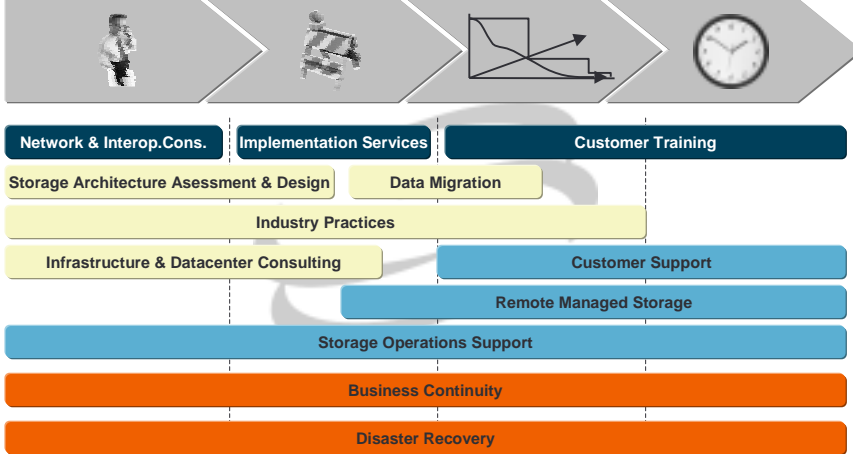 Network & Interop.Cons.
Implementation Services
Customer Training
Storage Architecture Asessment & Design
Data Migration
Industry Practices
Infrastructure & Datacenter Consulting
Customer Support
Remote Managed Storage
Storage Operations Support
Business Continuity
Disaster Recovery